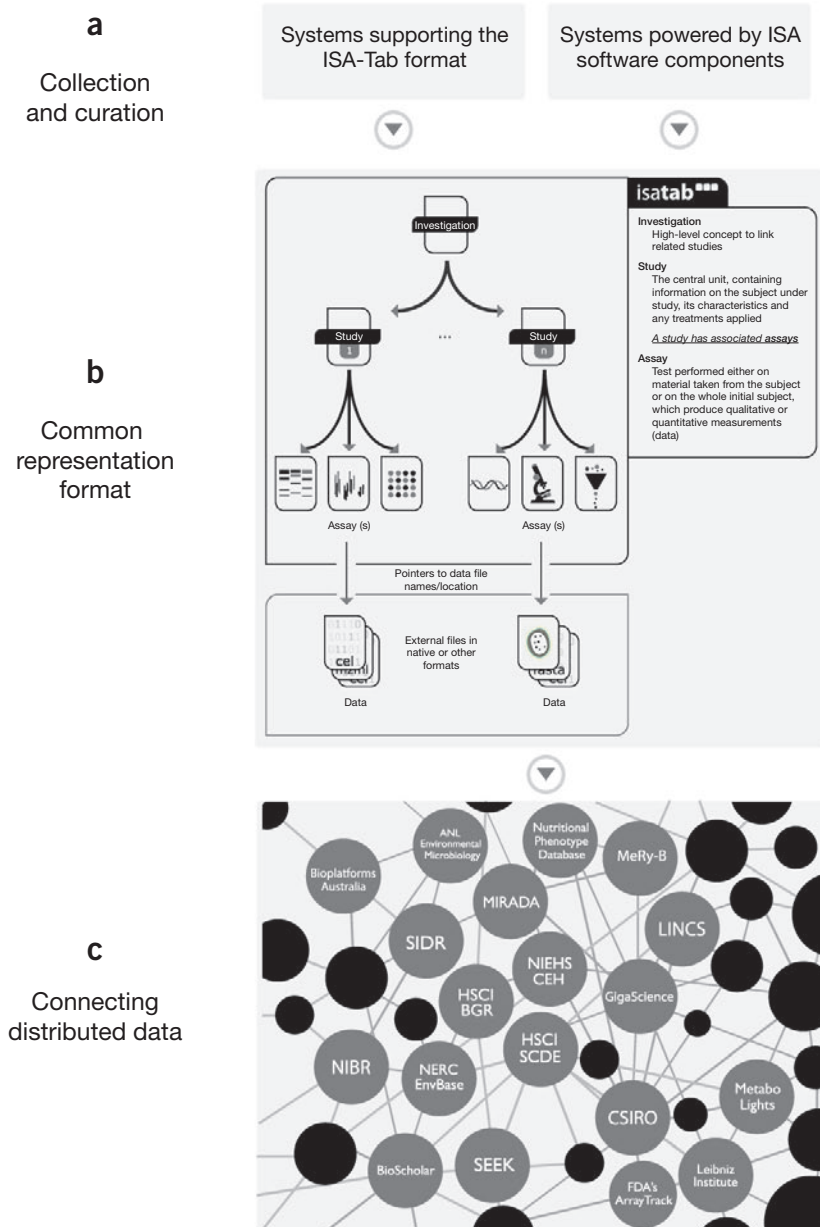 a
Collection
and curation
Systems supporting the
ISA-Tab format
Systems powered by ISA
software components
b
Common
representation
format
Investigation
Study
1
...
Study
n
Assay (s)
Assay (s)
Pointers to data file
names/location
External files in
native or other
formats
cel
fasta
Data
Data
isatab
Investigation
High-level concept to link
related studies
Study
The central unit, containing
information on the subject under
study, its characteristics and
any treatments applied
A study has associated assays
Assay
Test performed either on
material taken from the subject
or on the whole initial subject,
which produce qualitative or
quantitative measurements
(data)
c
Connecting
distributed data
Bioplatforms
Australia
ANL
Environmental
Microbiology
Nutritional
Phenotype
Database
MeRy-B
MIRADA
SIDR
LINCS
NIEHS
CEH
HSCI
BGR
GigaScience
HSCI
SCDE
NIBR
NERC
EnvBase
Metabo
Lights
CSIRO
BioScholar
SEEK
FDA's
ArrayTrack
Leibniz
Institute